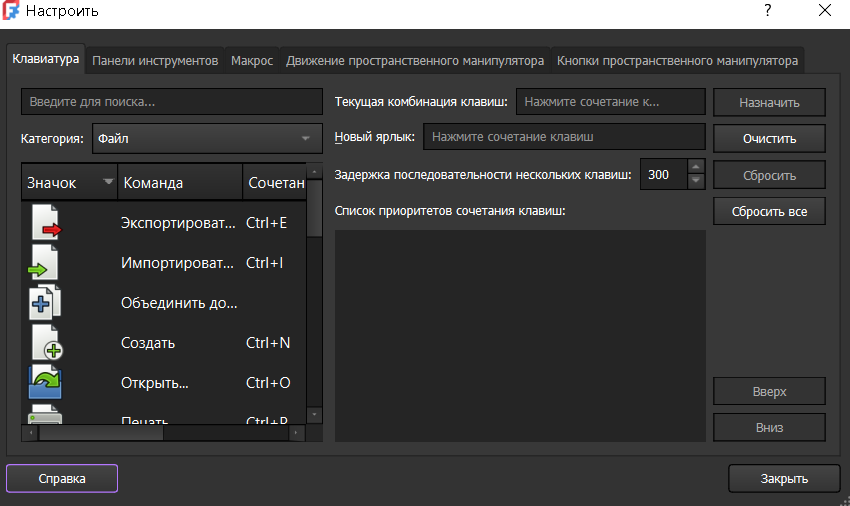 Настроить
Клавиатура
Панели инструментов
Макрос
Движение пространственного манипулятора
Кнопки пространственного манипулятора
Введите для поиска...
Категория: Файл
Значок Команда Сочетан
Экспортироват... Ctrl+E
Импортироват... Ctrl+I
Объединить до...
Создать Ctrl+N
Открыть... Ctrl+O
Печать Ctrl+P
Текущая комбинация клавиш: Нажмите сочетание к...
Новый ярлык: Нажмите сочетание клавиш
Задержка последовательности нескольких клавиш: 300
Список приоритетов сочетания клавиш:
Назначить
Очистить
Сбросить
Сбросить все
Вверх
Вниз
Справка
Закрыть